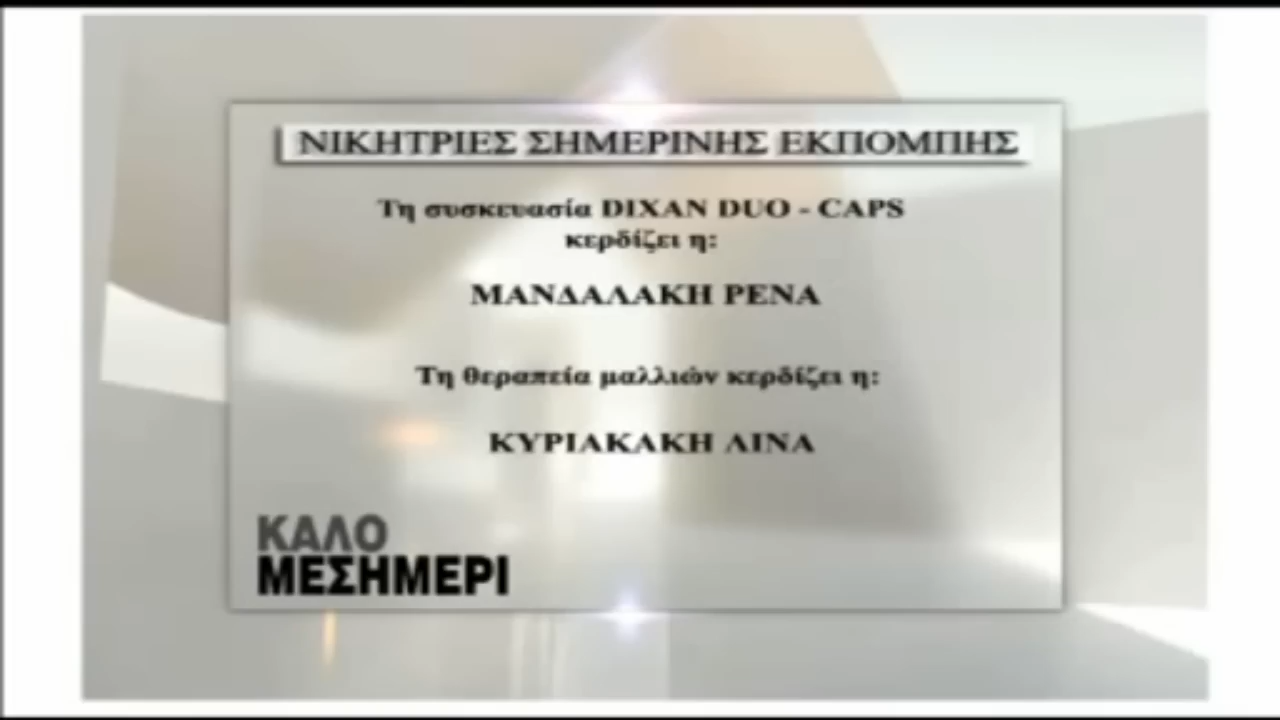 ΝΙΚΗΤΡΙΕΣ ΣΗΜΕΡΙΝΗΣ ΕΚΠΟΜΠΗΣ
Τη συσκευασία DIXAN DUO - CAPS
κερδίζει η:
ΜΑΝΔΑΛΑΚΗ ΡΕΝΑ
Τη θεραπεία μαλλιών κερδίζει η:
ΚΥΡΙΑΚΑΚΗ ΛΙΝΑ
ΚΑΛΟ
ΜΕΣΗΜΕΡΙ